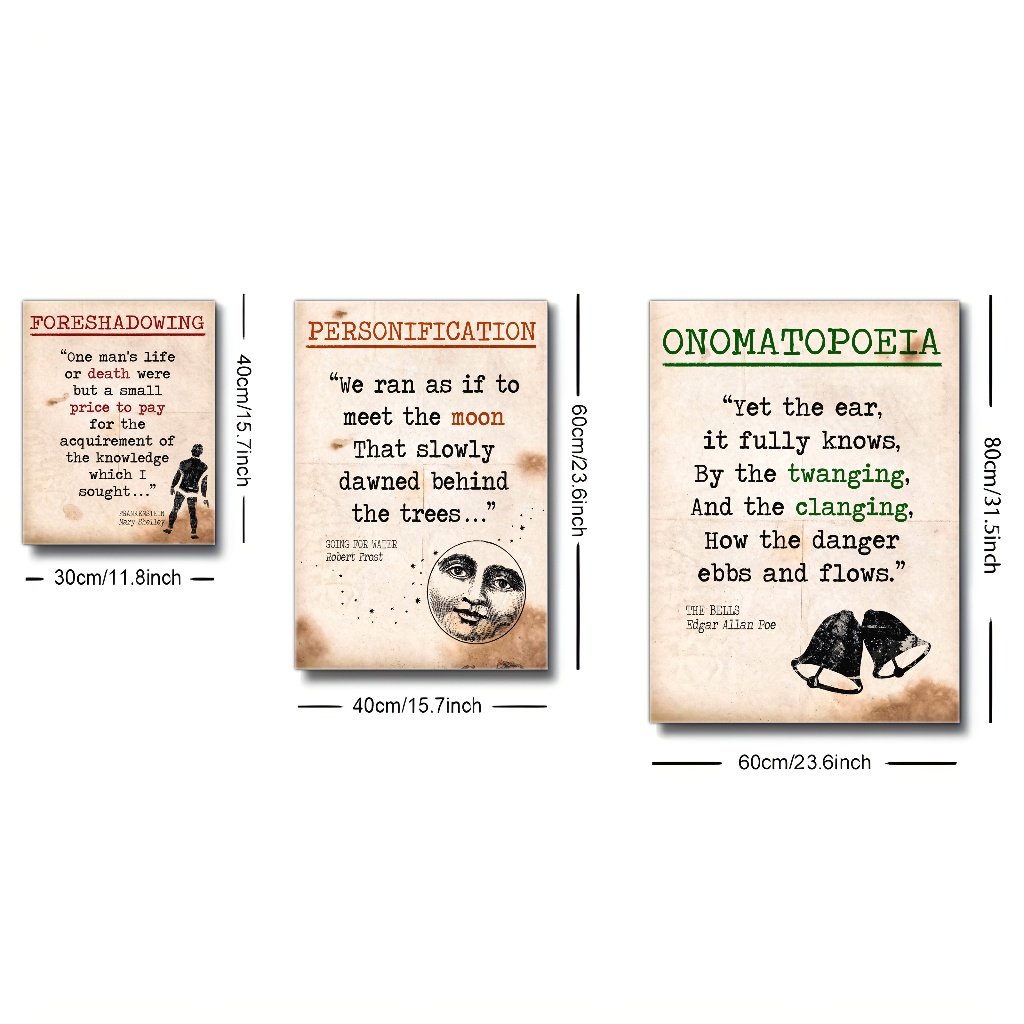 FORESHADOWING
“One man's life
or death were
but a small
price to pay
for the
acquirement of
the knowledge
which I
sought...”
FRANKENSTEIN
Mary Shelley
40cm/15.7inch
30cm/11.8inch
PERSONIFICATION
“We ran as if to
meet the moon
That slowly
dawned behind
the trees...”
GOING FOR WATER
Robert Frost
60cm/23.6inch
40cm/15.7inch
ONOMATOPOEIA
“Yet the ear,
it fully knows,
By the twanging,
And the clanging,
How the danger
ebbs and flows.”
THE BELLS
Edgar Allan Poe
80cm/31.5inch
60cm/23.6inch